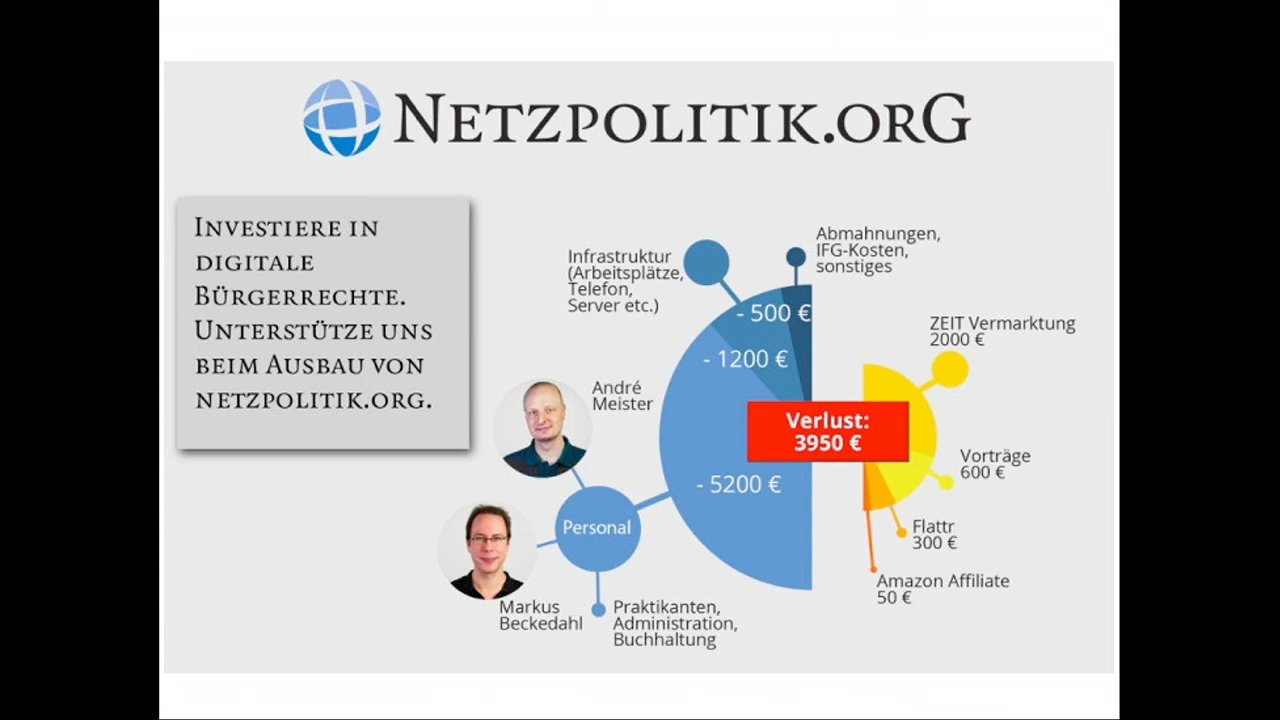 NETZPOLITIK.ORG
INVESTIERE IN
DIGITALE
BÜRGERRECHTE.
UNTERSTÜTZE UNS
BEIM AUSBAU VON
NETZPOLITIK.ORG.
Infrastruktur
(Arbeitsplätze,
Telefon,
Server etc.)
Abmahnungen,
IFG-Kosten,
sonstiges
- 500 €
- 1200 €
- 5200 €
Verlust:
3950 €
ZEIT Vermarktung
2000 €
Vorträge
600 €
Flattr
300 €
Amazon Affiliate
50 €
André
Meister
Personal
Markus
Beckedahl
Praktikanten,
Administration,
Buchhaltung